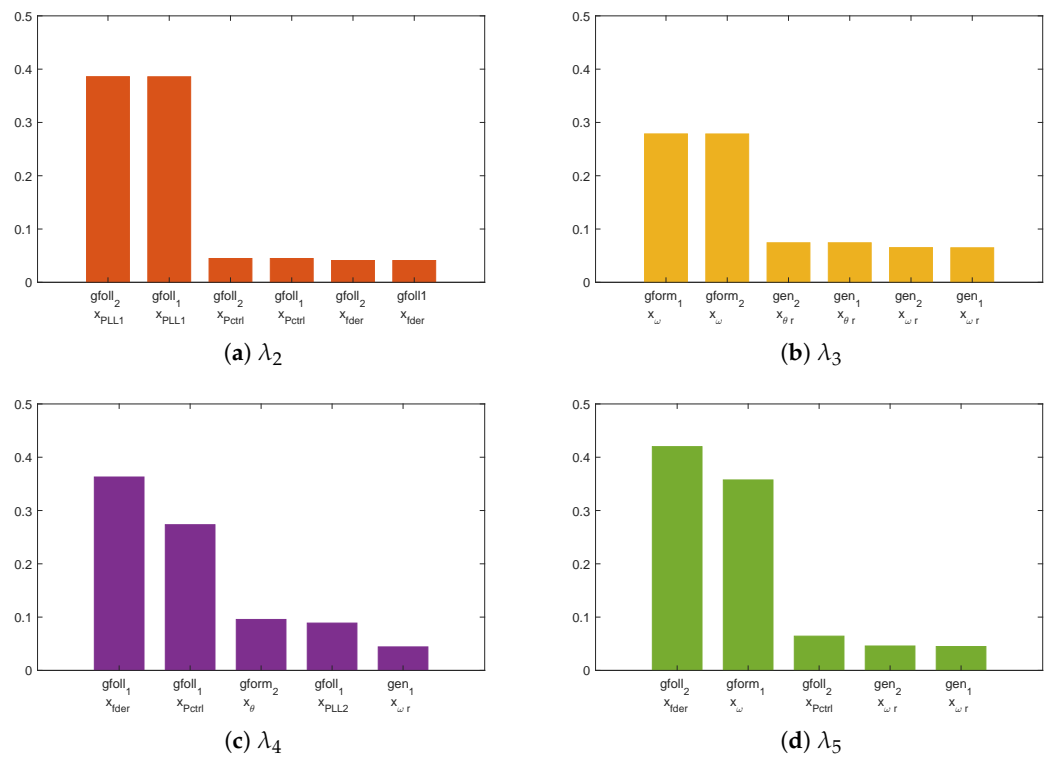 0.5
0.4
0.3
0.2
0.1
0
gfoll2 gfoll1 gfoll2 gfoll1 gfoll2 gfoll1
xPLL1 xPLL1 xPctrl xPctrl xfder xfder
(a) λ2
0.5
0.4
0.3
0.2
0.1
0
gform1 gform2 gen2 gen1 gen2 gen1
xω xω xθ r xθ r xω r xω r
(b) λ3
0.5
0.4
0.3
0.2
0.1
0
gfoll1 gfoll1 gform2 gfoll1 gen1
xfder xPctrl xθ xPLL2 xω r
(c) λ4
0.5
0.4
0.3
0.2
0.1
0
gfoll2 gform1 gfoll2 gen2 gen1
xfder xω xPctrl xω r xω r
(d) λ5